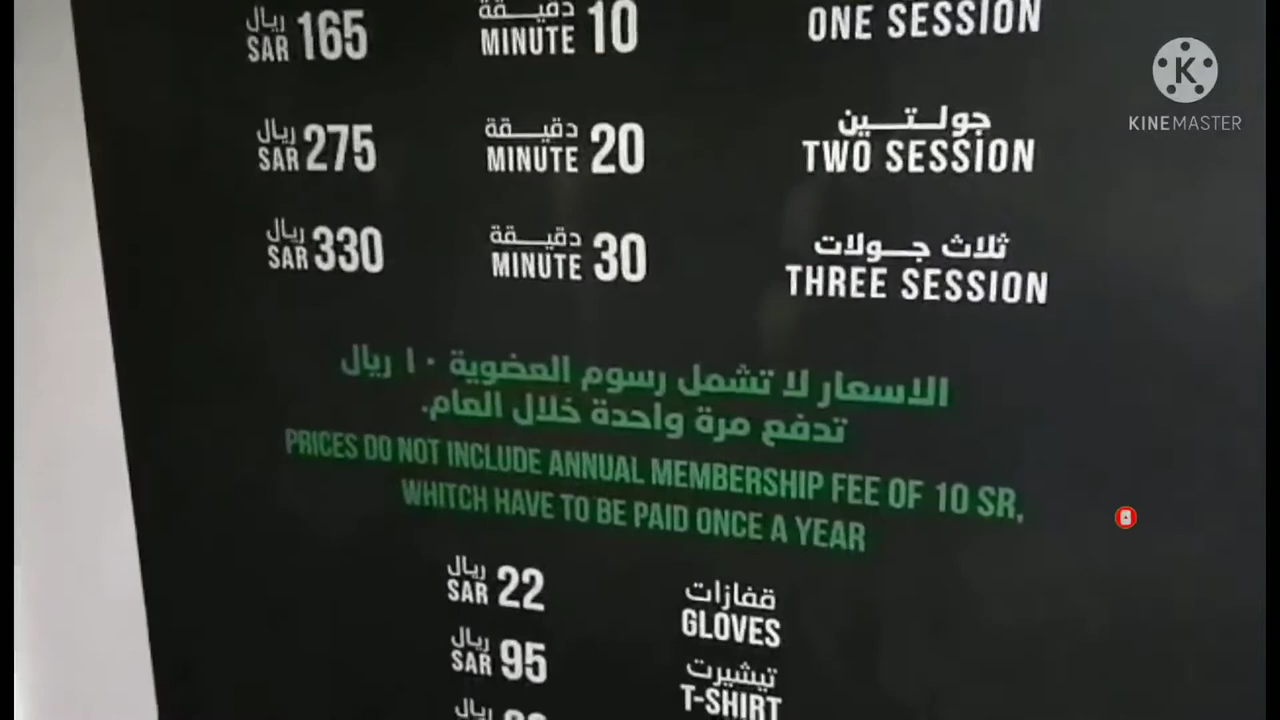 ONE SESSION
دقيقة
MINUTE 10
ريال
SAR 165
جولتين
TWO SESSION
دقيقة
MINUTE 20
ريال
SAR 275
ثلاث جولات
THREE SESSION
دقيقة
MINUTE 30
ريال
SAR 330
الاسعار لا تشمل رسوم العضوية ١٠ ريال
تدفع مرة واحدة خلال العام.
PRICES DO NOT INCLUDE ANNUAL MEMBERSHIP FEE OF 10 SR,
WHITCH HAVE TO BE PAID ONCE A YEAR
قفازات
GLOVES
ريال
SAR 22
تيشيرت
T-SHIRT
ريال
SAR 95
ريال
K
KINEMASTER